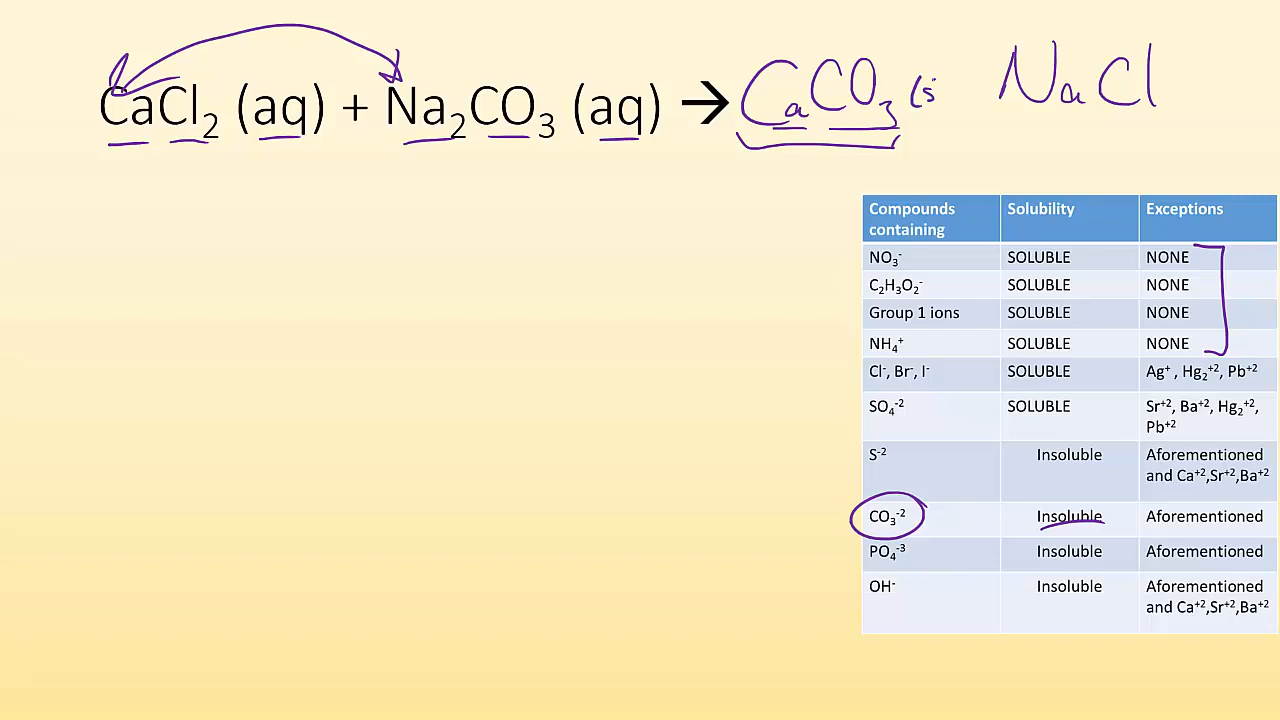 CaCl₂ (aq) + Na₂CO₃ (aq) → CaCO₃ (s NaCl
Compounds containing Solubility Exceptions
NO₃⁻ SOLUBLE NONE
C₂H₃O₂⁻ SOLUBLE NONE
Group 1 ions SOLUBLE NONE
NH₄⁺ SOLUBLE NONE
Cl⁻, Br⁻, I⁻ SOLUBLE Ag⁺ , Hg₂⁺², Pb⁺²
SO₄⁻² SOLUBLE Sr⁺², Ba⁺², Hg₂⁺²,
Pb⁺²
S⁻² Insoluble Aforementioned
and Ca⁺²,Sr⁺²,Ba⁺²
CO₃⁻² Insoluble Aforementioned
PO₄⁻³ Insoluble Aforementioned
OH⁻ Insoluble Aforementioned
and Ca⁺²,Sr⁺²,Ba⁺²